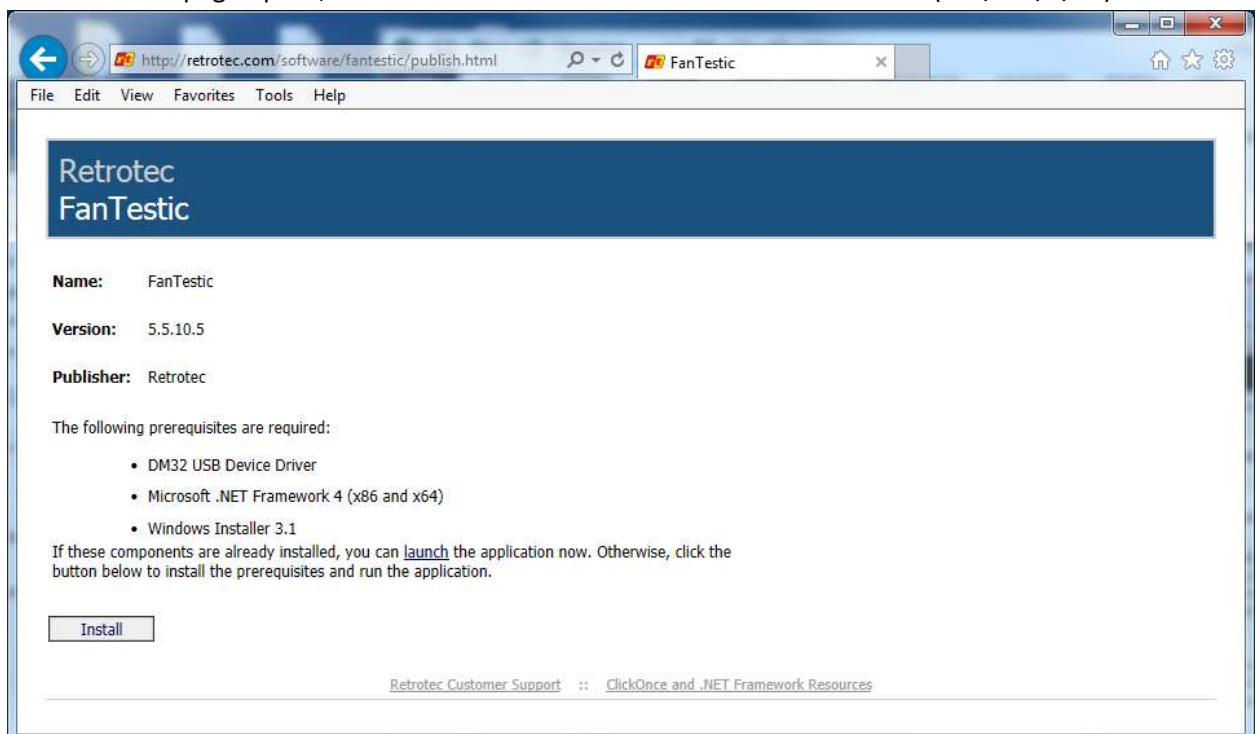 http://retrotec.com/software/fantestic/publish.html
FanTestic
File Edit View Favorites Tools Help
Retrotec
FanTestic
Name: FanTestic
Version: 5.5.10.5
Publisher: Retrotec
The following prerequisites are required:
• DM32 USB Device Driver
• Microsoft .NET Framework 4 (x86 and x64)
• Windows Installer 3.1
If these components are already installed, you can launch the application now. Otherwise, click the
button below to install the prerequisites and run the application.
Install
Retrotec Customer Support :: ClickOnce and .NET Framework Resources